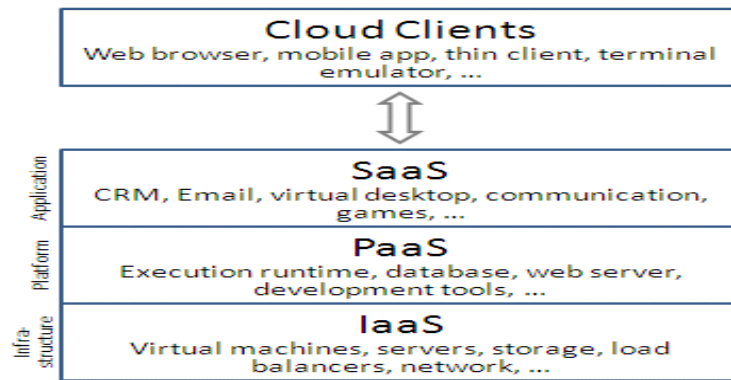 Cloud Clients
Web browser, mobile app, thin client, terminal
emulator, ...
Application
SaaS
CRM, Email, virtual desktop, communication,
games, ...
Platform
PaaS
Execution runtime, database, web server,
development tools, ...
Infra-
structure
IaaS
Virtual machines, servers, storage, load
balancers, network, ...